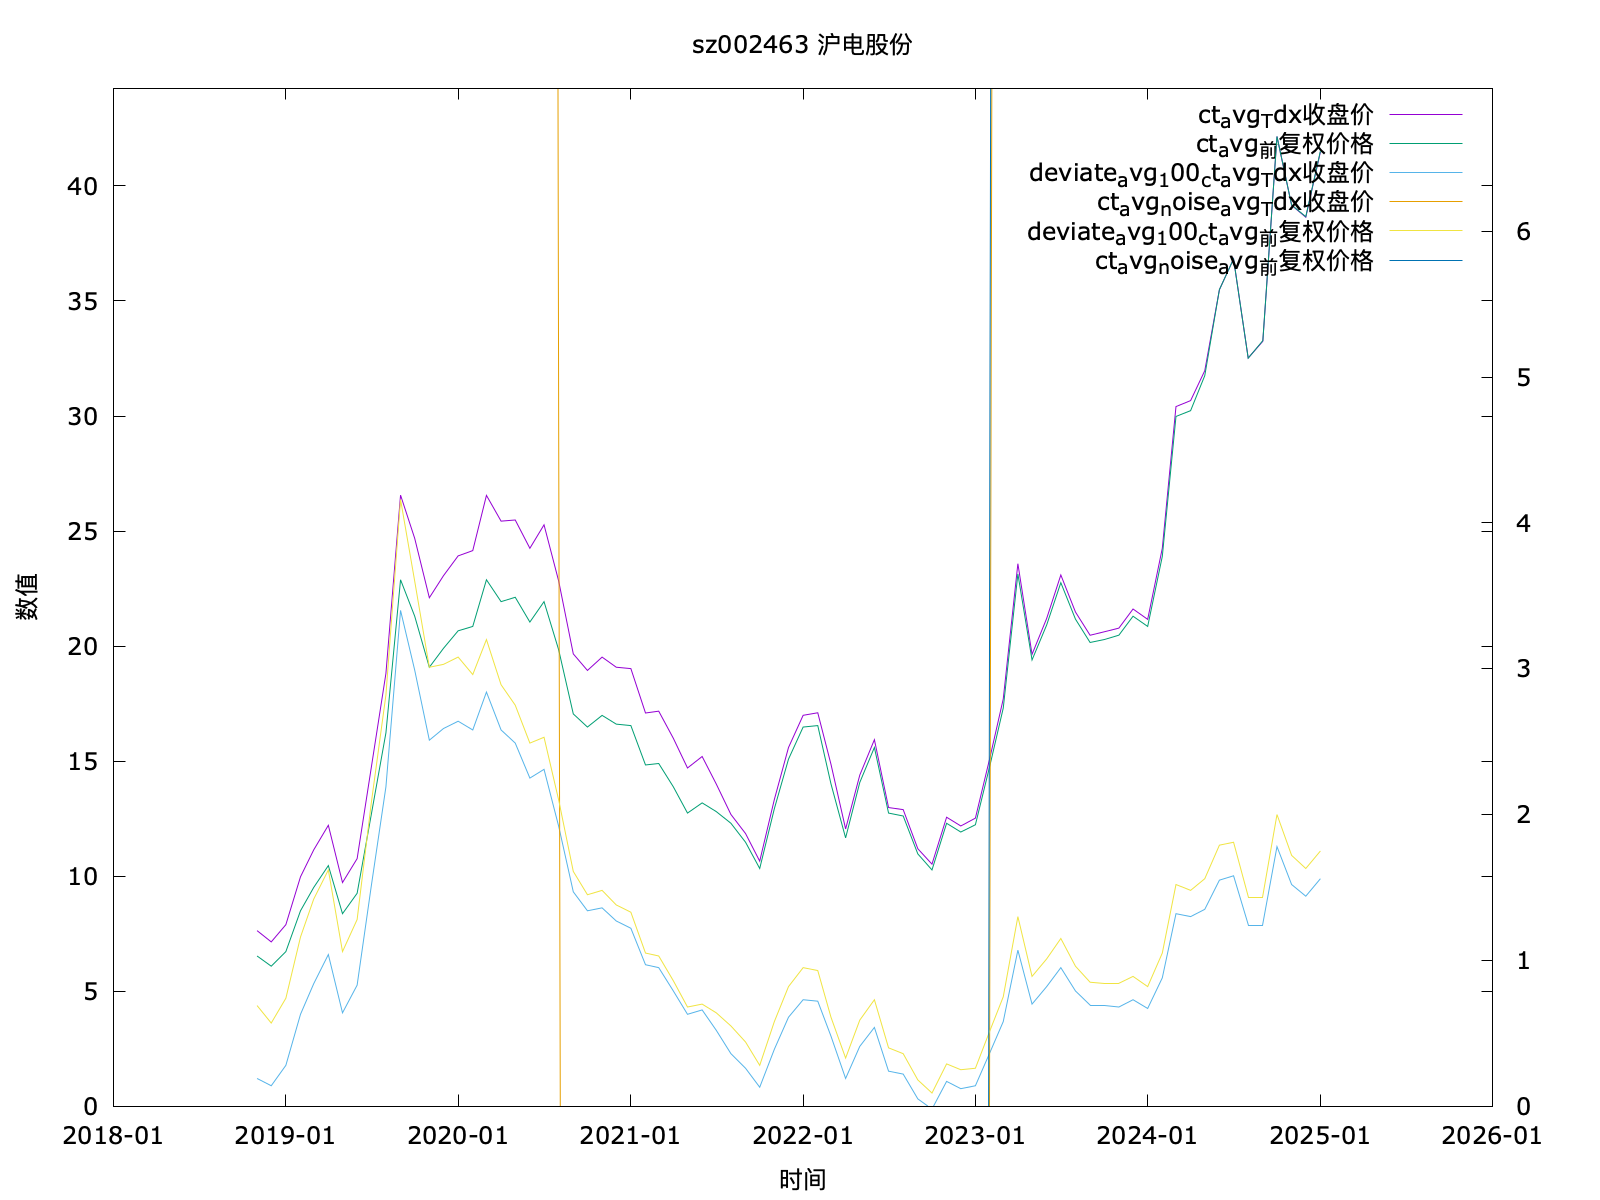 sz002463 沪电股份
ctavgTdx收盘价
ctavg前复权价格
deviateavg100ctavgTdx收盘价
ctavgnoiseavgTdx收盘价
deviateavg100ctavg前复权价格
ctavgnoiseavg前复权价格
40
35
30
25
20
15
10
5
0
数值
6
5
4
3
2
1
0
2018-01 2019-01 2020-01 2021-01 2022-01 2023-01 2024-01 2025-01 2026-01
时间